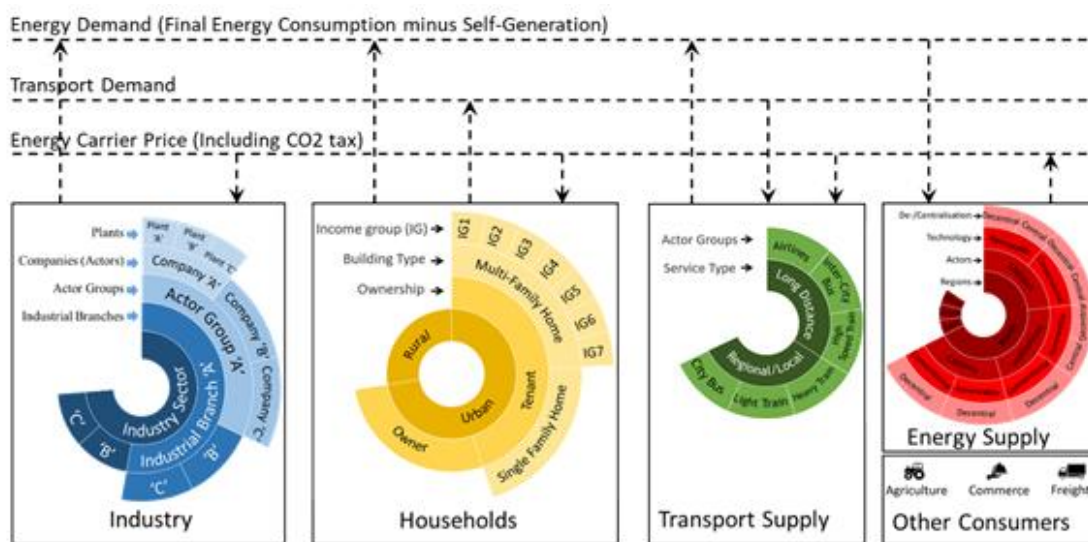 Energy Demand (Final Energy Consumption minus Self-Generation)
Transport Demand
Energy Carrier Price (Including CO2 tax)
Plants
Companies (Actors)
Actor Groups
Industrial Branches
Plant 'A'
Plant 'B'
Plant 'C'
Company 'A'
Company 'B'
Company 'C'
Actor Group 'A'
Industrial Branch 'A'
'B'
'C'
Industry Sector
'B'
'C'
Industry
Income group (IG)
Building Type
Ownership
IG1
IG2
IG3
IG4
IG5
IG6
IG7
Multi-Family Home
Single Family Home
Tenant
Owner
Rural
Urban
Households
Actor Groups
Service Type
Airlines
Inter-City Bus
High Speed Train
Heavy Train
Light Train
City Bus
Long Distance
Regional/Local
Transport Supply
De-/Centralisation
Technology
Actors
Regions
Decentral
Central
Decentral
Central
Decentral
Central
Decentral
Decentral
Decentral
Energy Supply
Agriculture
Commerce
Freight
Other Consumers